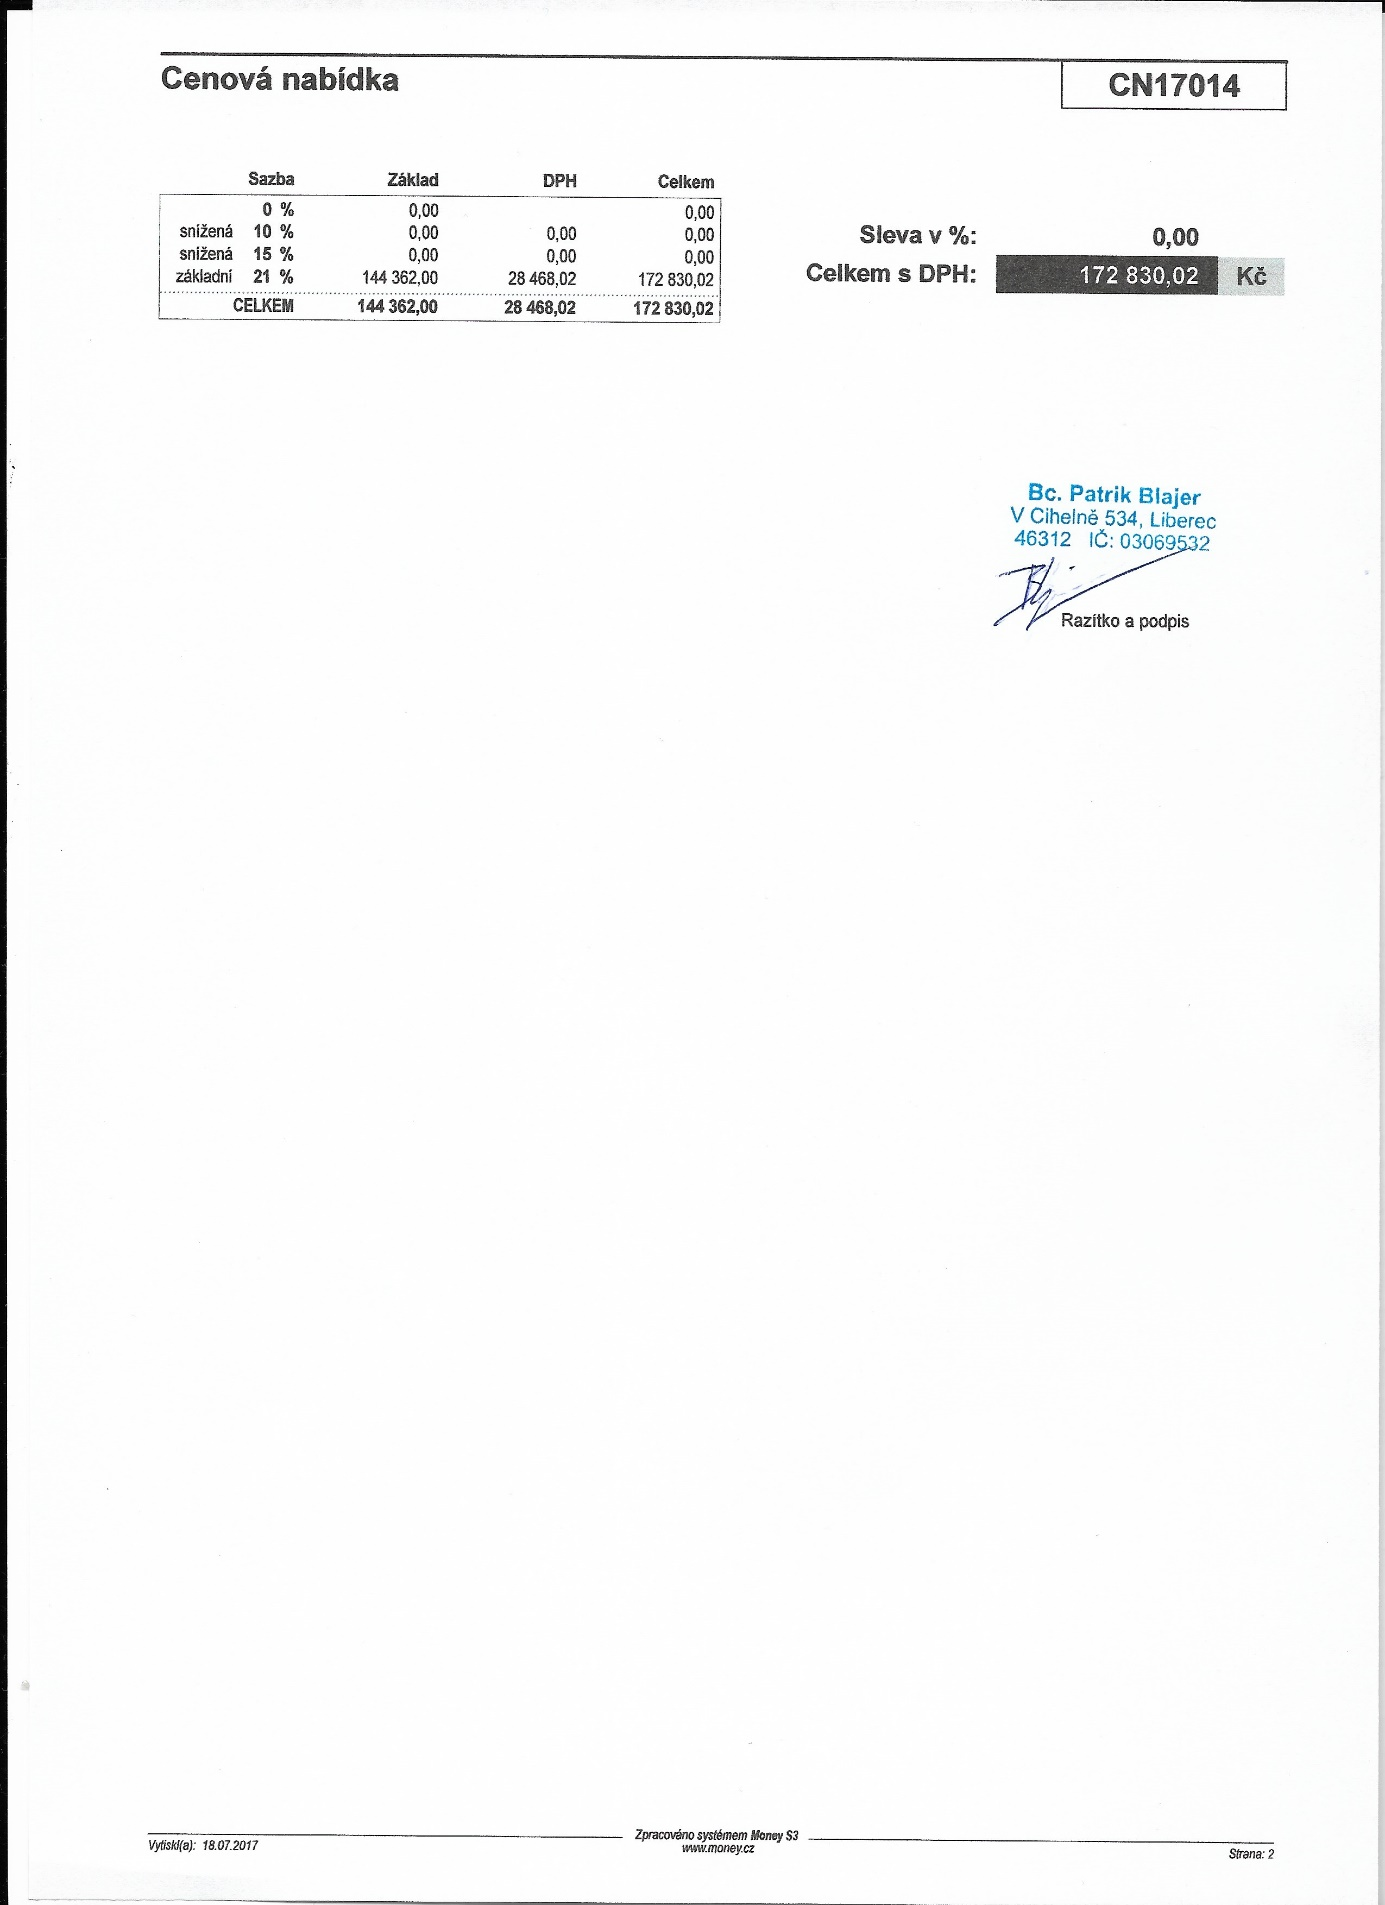 Cenová nabídka CN17014
Sazba Základ DPH Celkem
0 % 0,00 0,00
snížená 10 % 0,00 0,00 0,00
snížená 15 % 0,00 0,00 0,00
základní 21 % 144 362,00 28 468,02 172 830,02
CELKEM 144 362,00 28 468,02 172 830,02
Sleva v %: 0,00
Celkem s DPH: 172 830,02 Kč
Bc. Patrik Blajer
V Cihelně 534, Liberec
46312 IČ: 03069532
Razítko a podpis
Zpracováno systémem Money S3
www.money.cz
Vytiskl(a): 18.07.2017
Strana: 2